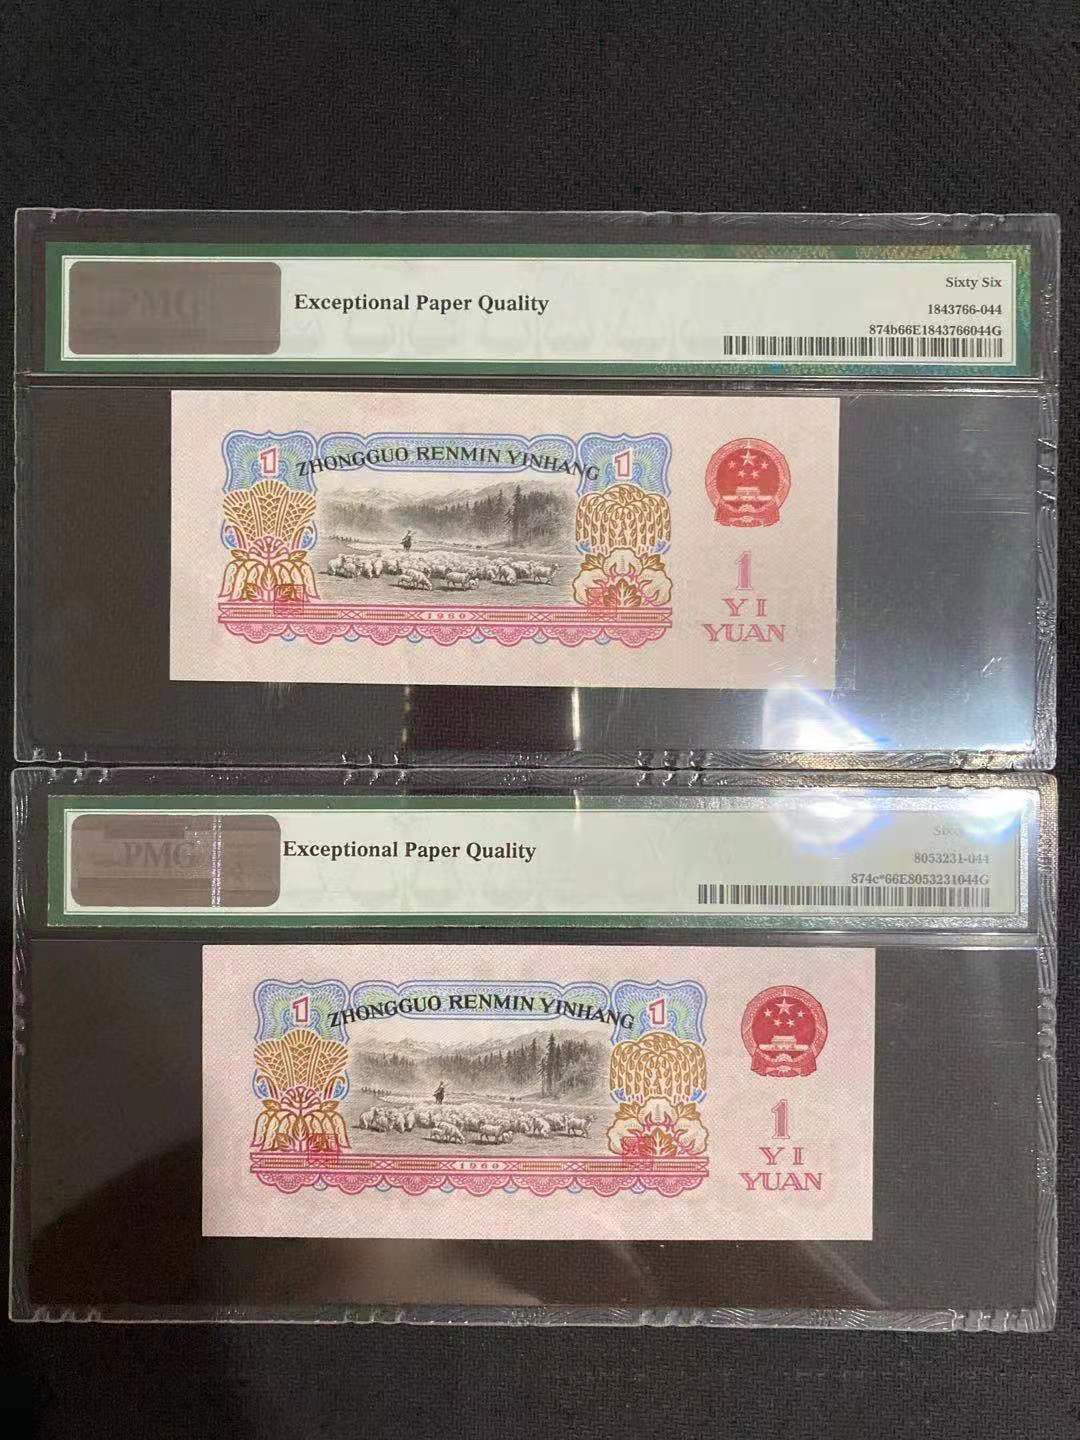 PMG
Exceptional Paper Quality
Sixty Six
1843766-044
874b66E1843766044G
1
ZHONGGUO RENMIN YINHANG
1
1960
1
YI
YUAN
PMG
Exceptional Paper Quality
8053231-044
874c*66E8053231044G
1
ZHONGGUO RENMIN YINHANG
1
1960
1
YI
YUAN